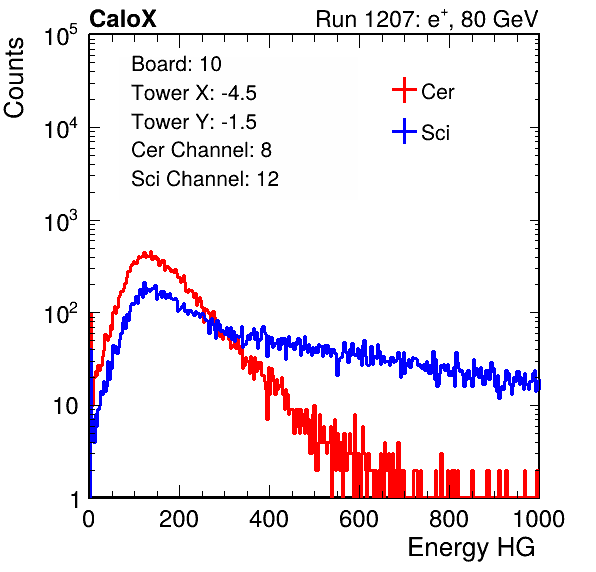 CaloX Run 1207: e⁺, 80 GeV
Counts
10⁵
10⁴
10³
10²
10
1
Board: 10
Tower X: -4.5
Tower Y: -1.5
Cer Channel: 8
Sci Channel: 12
Cer
Sci
0 200 400 600 800 1000
Energy HG